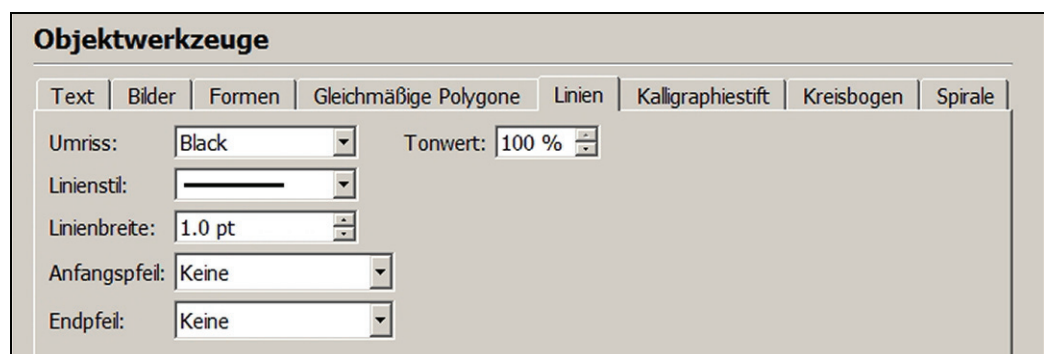 Objektwerkzeuge
Text Bilder Formen Gleichmäßige Polygone Linien Kalligraphiestift Kreisbogen Spirale
Umriss: Black Tonwert: 100 %
Linienstil:
Linienbreite: 1.0 pt
Anfangspfeil: Keine
Endpfeil: Keine